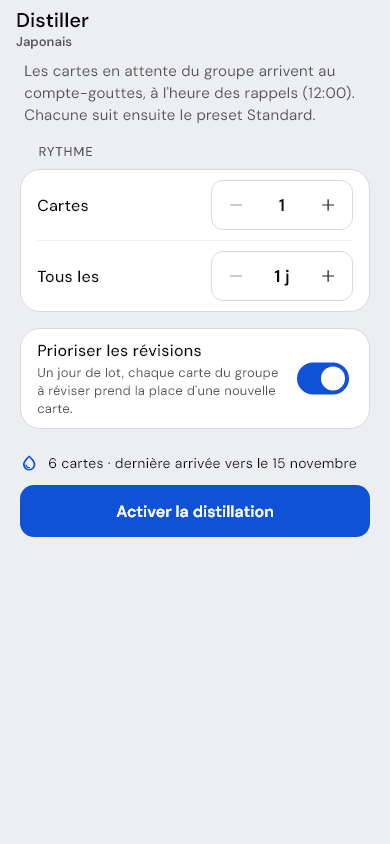 Distiller
Japonais
Les cartes en attente du groupe arrivent au
compte-gouttes, à l'heure des rappels (12:00).
Chacune suit ensuite le preset Standard.
RYTHME
Cartes
− 1 +
Tous les
− 1 j +
Prioriser les révisions
Un jour de lot, chaque carte du groupe
à réviser prend la place d'une nouvelle
carte.
6 cartes · dernière arrivée vers le 15 novembre
Activer la distillation